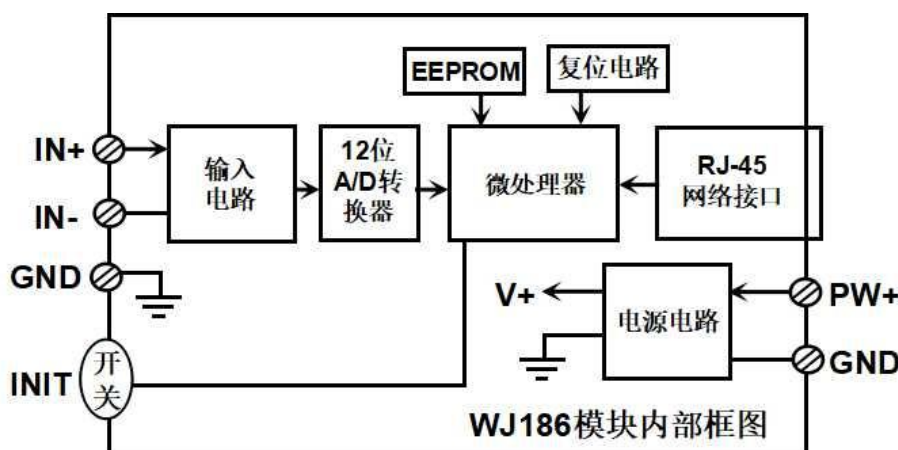 EEPROM
复位电路
IN+
IN-
GND
INIT
开
关
输入
电路
12位
A/D转
换器
微处理器
RJ-45
网络接口
V+
电源电路
PW+
GND
WJ186模块内部框图